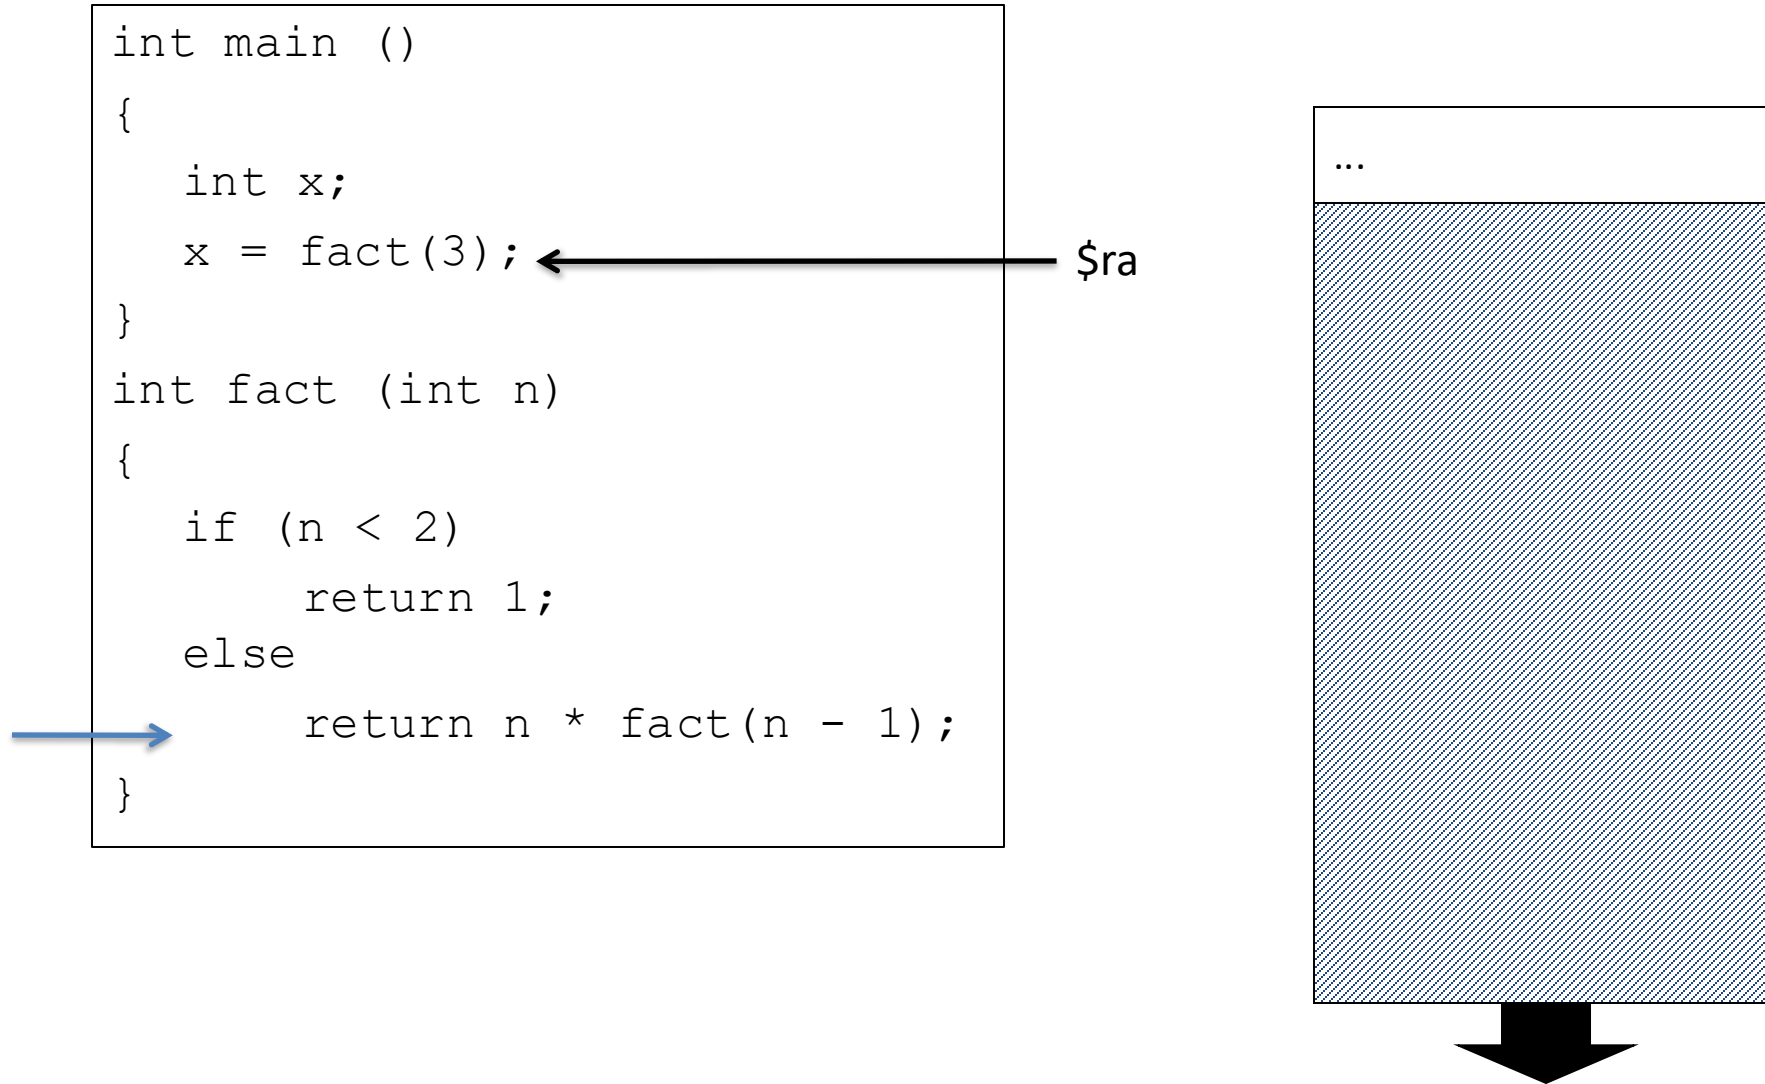 int main ()
{
int x;
x = fact(3);
$ra
}
int fact (int n)
{
if (n < 2)
return 1;
else
return n * fact(n - 1);
}
...